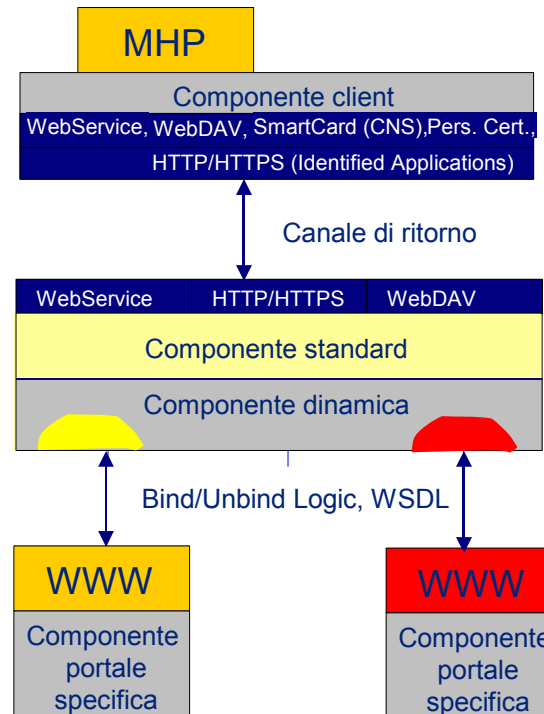 MHP
Componente client
WebService, WebDAV, SmartCard (CNS),Pers. Cert.,
HTTP/HTTPS (Identified Applications)
Canale di ritorno
WebService HTTP/HTTPS WebDAV
Componente standard
Componente dinamica
Bind/Unbind Logic, WSDL
WWW
Componente
portale
specifica
WWW
Componente
portale
specifica